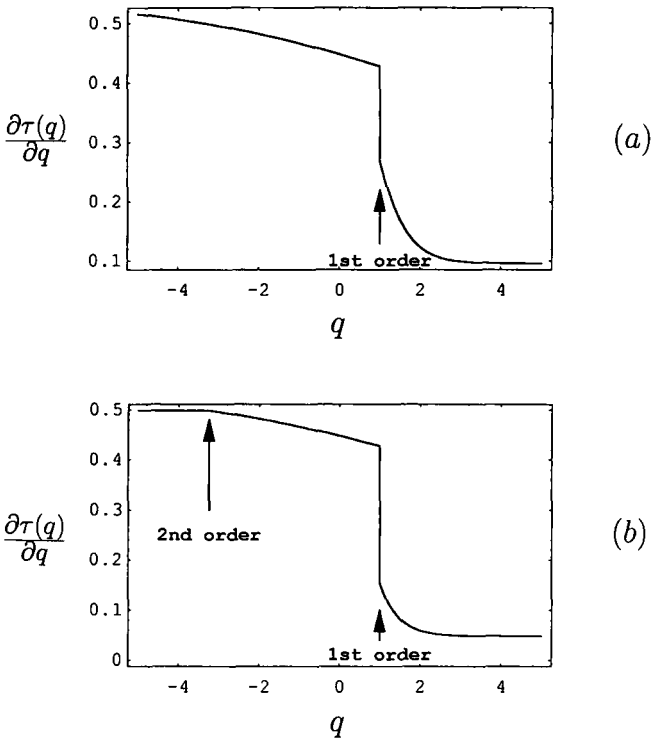 0.5
0.4
0.3
0.2
0.1
∂τ(q)
∂q
(a)
1st order
-4 -2 0 2 4
q
0.5
0.4
0.3
0.2
0.1
0
∂τ(q)
∂q
(b)
2nd order
1st order
-4 -2 0 2 4
q